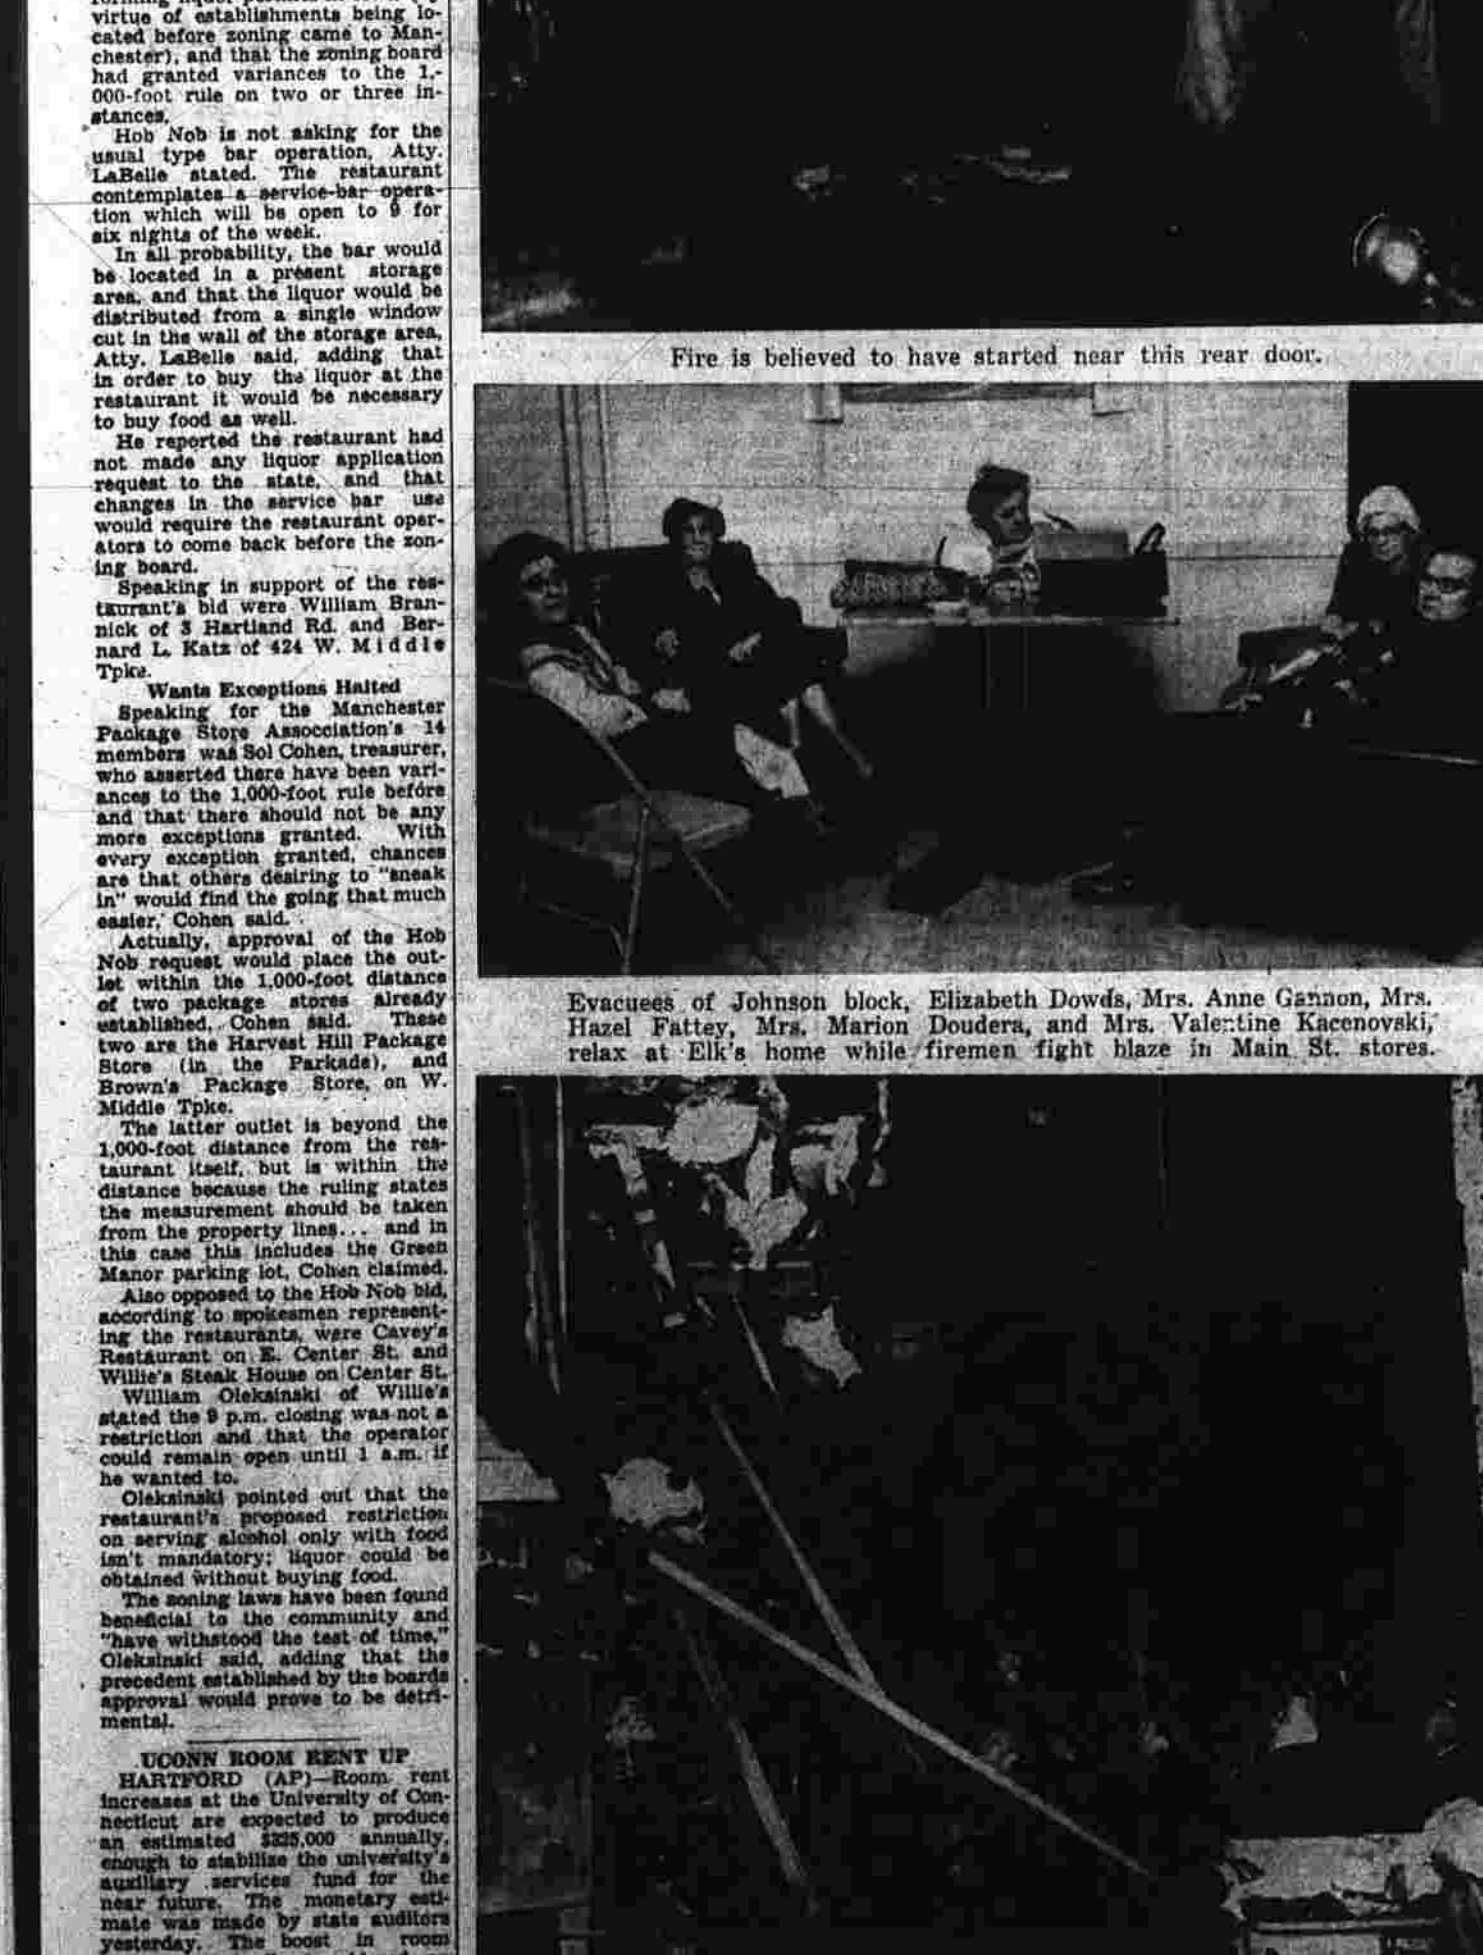 virtue of establishments being lo-
cated before zoning came to Man-
chester), and that the zoning board
had granted variances to the 1,-
000-foot rule on two or three in-
stances.
Hob Nob is not asking for the
usual type bar operation, Atty.
LaBelle stated. The restaurant
contemplates a service-bar opera-
tion which will be open to 9 for
six nights of the week.
In all probability, the bar would
be located in a present storage
area, and that the liquor would be
distributed from a single window
cut in the wall of the storage area,
Atty. LaBelle said, adding that
in order to buy the liquor at the
restaurant it would be necessary
to buy food as well.
He reported the restaurant had
not made any liquor application
request to the state, and that
changes in the service bar use
would require the restaurant oper-
ators to come back before the zon-
ing board.
Speaking in support of the res-
taurant's bid were William Bran-
nick of 3 Hartland Rd. and Ber-
nard L. Katz of 424 W. Middle
Tpke.
Wants Exceptions Halted
Speaking for the Manchester
Package Store Assocciation's 14
members was Sol Cohen, treasurer,
who asserted there have been vari-
ances to the 1,000-foot rule before
and that there should not be any
more exceptions granted. With
every exception granted, chances
are that others desiring to "sneak
in" would find the going that much
easier, Cohen said.
Actually, approval of the Hob
Nob request would place the out-
let within the 1,000-foot distance
of two package stores already
established, Cohen said. These
two are the Harvest Hill Package
Store (in the Parkade), and
Brown's Package Store, on W.
Middle Tpke.
The latter outlet is beyond the
1,000-foot distance from the res-
taurant itself, but is within the
distance because the ruling states
the measurement should be taken
from the property lines... and in
this case this includes the Green
Manor parking lot, Cohen claimed.
Also opposed to the Hob Nob bid,
according to spokesmen represent-
ing the restaurants, were Cavey's
Restaurant on E. Center St. and
Willie's Steak House on Center St.
William Oleksinski of Willie's
stated the 9 p.m. closing was not a
restriction and that the operator
could remain open until 1 a.m. if
he wanted to.
Oleksinski pointed out that the
restaurant's proposed restriction
on serving alcohol only with food
isn't mandatory; liquor could be
obtained without buying food.
The zoning laws have been found
beneficial to the community and
"have withstood the test of time,"
Oleksinski said, adding that the
precedent established by the boards
approval would prove to be detri-
mental.
UCONN ROOM RENT UP
HARTFORD (AP)—Room rent
increases at the University of Con-
necticut are expected to produce
an estimated $325,000 annually,
enough to stabilize the university's
auxiliary services fund for the
near future. The monetary esti-
mate was made by state auditors
yesterday. The boost in room
Fire is believed to have started near this rear door.
Evacuees of Johnson block, Elizabeth Dowds, Mrs. Anne Gannon, Mrs.
Hazel Fattey, Mrs. Marion Doudera, and Mrs. Valentine Kacenovski,
relax at Elk's home while firemen fight blaze in Main St. stores.